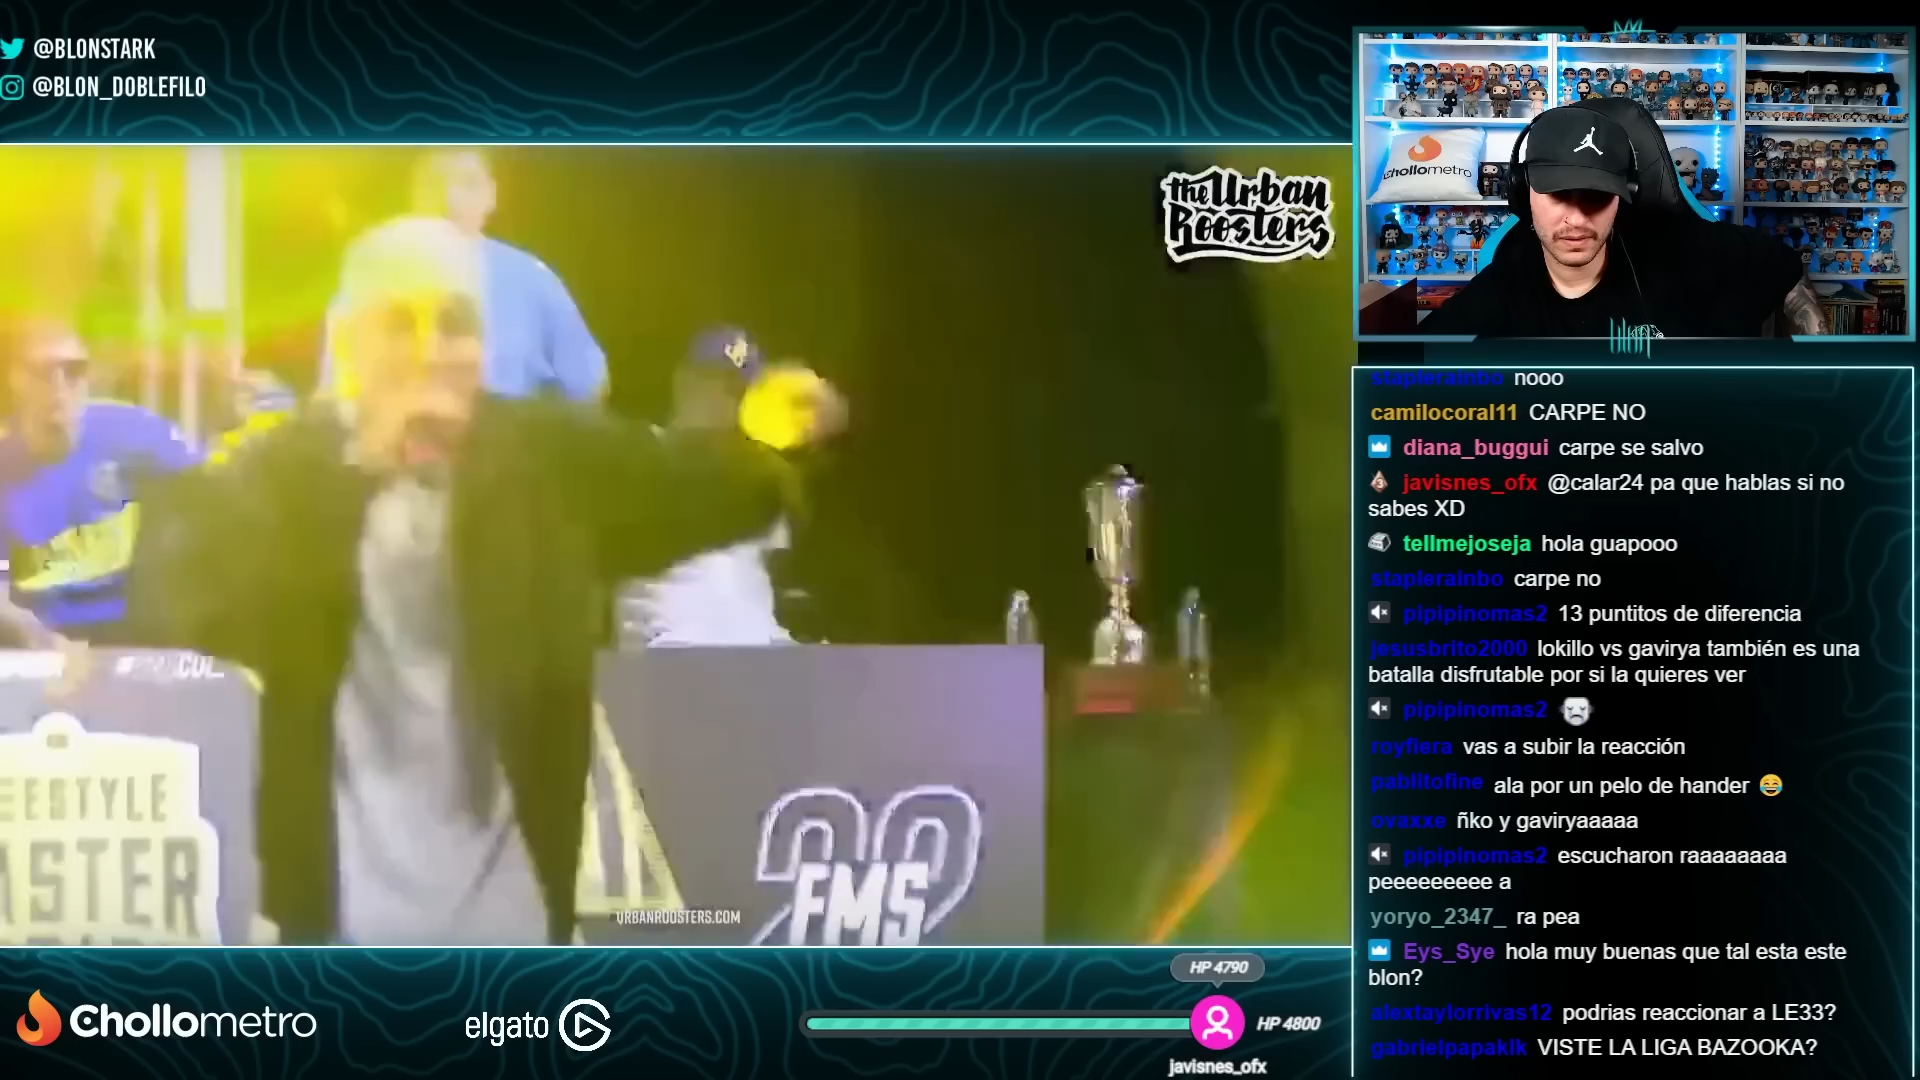 @BLONSTARK
@BLON_DOBLEFILO
the Urban
Roosters
chollometro
staplerainbo nooo
camilocoral11 CARPE NO
diana_buggui carpe se salvo
javisnes_ofx @calar24 pa que hablas si no
sabes XD
tellmejoseja hola guapooo
staplerainbo carpe no
pipipinomas2 13 puntitos de diferencia
jesusbrito2000 lokillo vs gavirya también es una
batalla disfrutable por si la quieres ver
pipipinomas2
royfiera vas a subir la reacción
pablitofine ala por un pelo de hander 😂
ovaxxe ñko y gaviryaaaaa
pipipinomas2 escucharon raaaaaaaa
peeeeeeeee a
yoryo_2347_ ra pea
Eys_Sye hola muy buenas que tal esta este
blon?
alextaylorrivas12 podrias reaccionar a LE33?
gabrielpapaklk VISTE LA LIGA BAZOOKA?
EESTYLE
ASTER
FMS
URBANROOSTERS.COM
Chollometro
elgato
HP 4790
HP 4800
javisnes_ofx